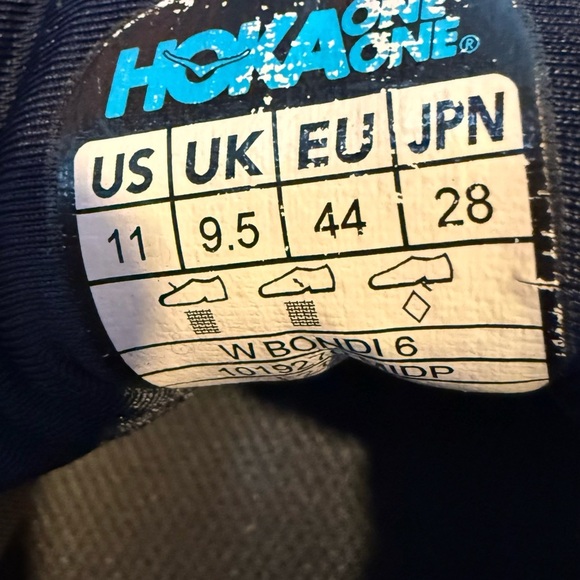 HOKA ONE ONE®
US UK EU JPN
11 9.5 44 28
W BONDI 6